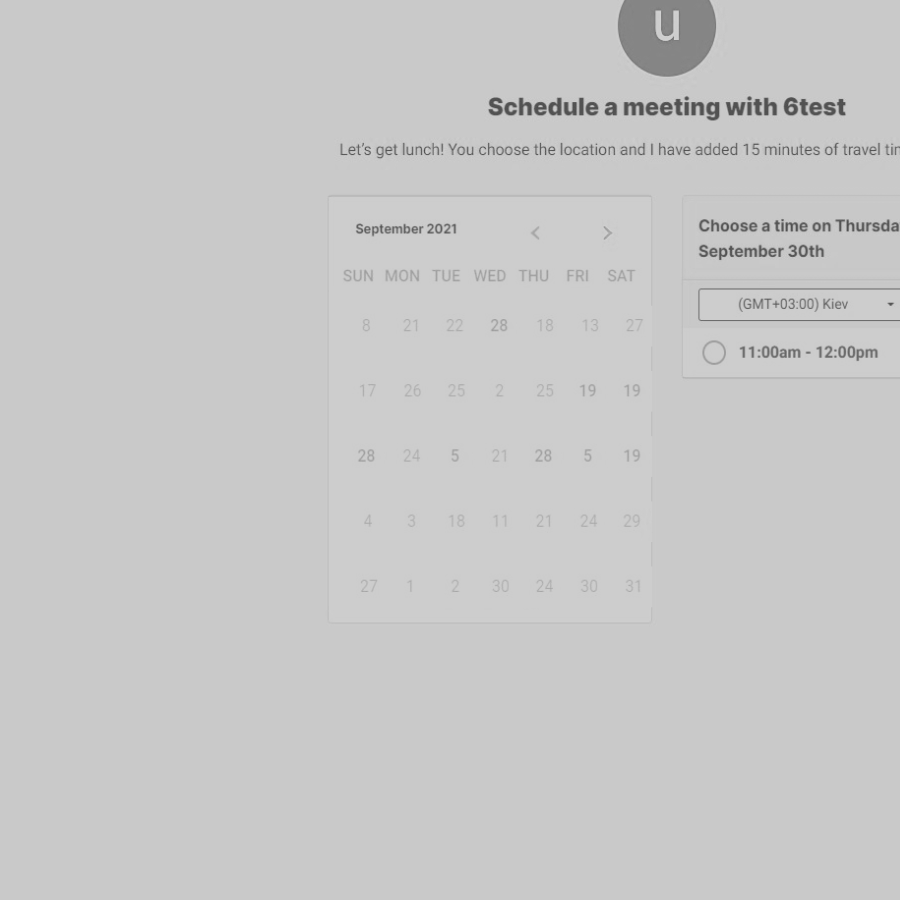 u
Schedule a meeting with 6test
Let's get lunch! You choose the location and I have added 15 minutes of travel
September 2021
SUN MON TUE WED THU FRI SAT
8 21 22 28 18 13 27
17 26 25 2 25 19 19
28 24 5 21 28 5 19
4 3 18 11 21 24 29
27 1 2 30 24 30 31
Choose a time on
September 30th
(GMT+03:00) Kiev
11:00am - 12:00pm